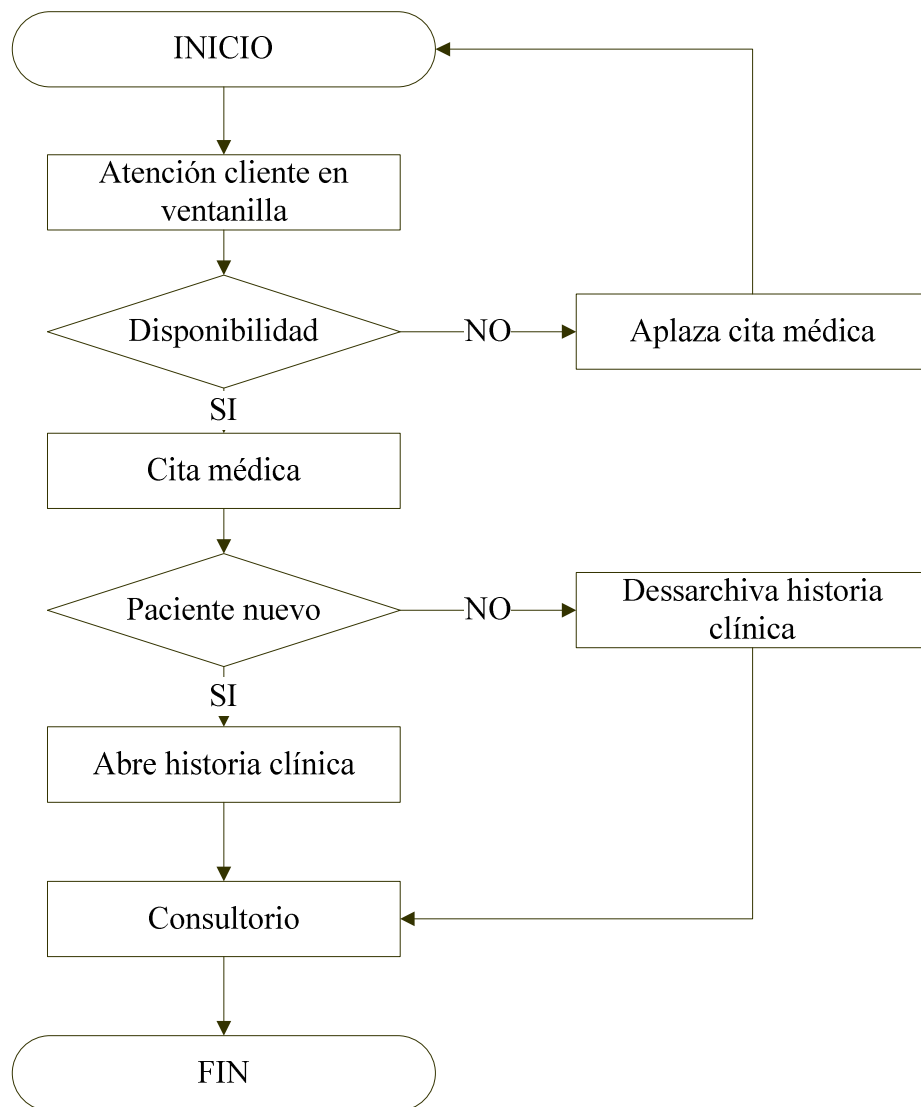 INICIO
Atención cliente en
ventanilla
Disponibilidad
NO
Aplaza cita médica
SI
Cita médica
Paciente nuevo
NO
Dessarchiva historia
clínica
SI
Abre historia clínica
Consultorio
FIN